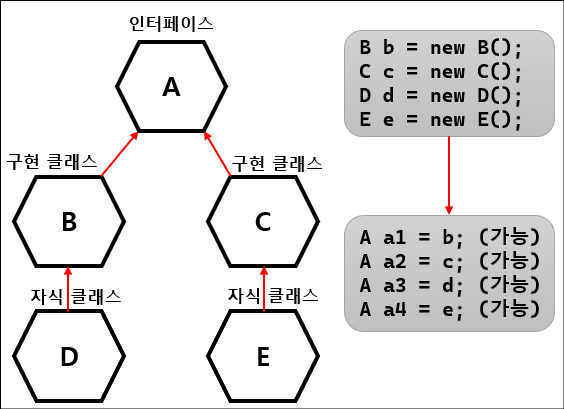 인터페이스
A
구현 클래스
구현 클래스
B
C
자식 클래스
자식 클래스
D
E
B b = new B();
C c = new C();
D d = new D();
E e = new E();
A a1 = b; (가능)
A a2 = c; (가능)
A a3 = d; (가능)
A a4 = e; (가능)